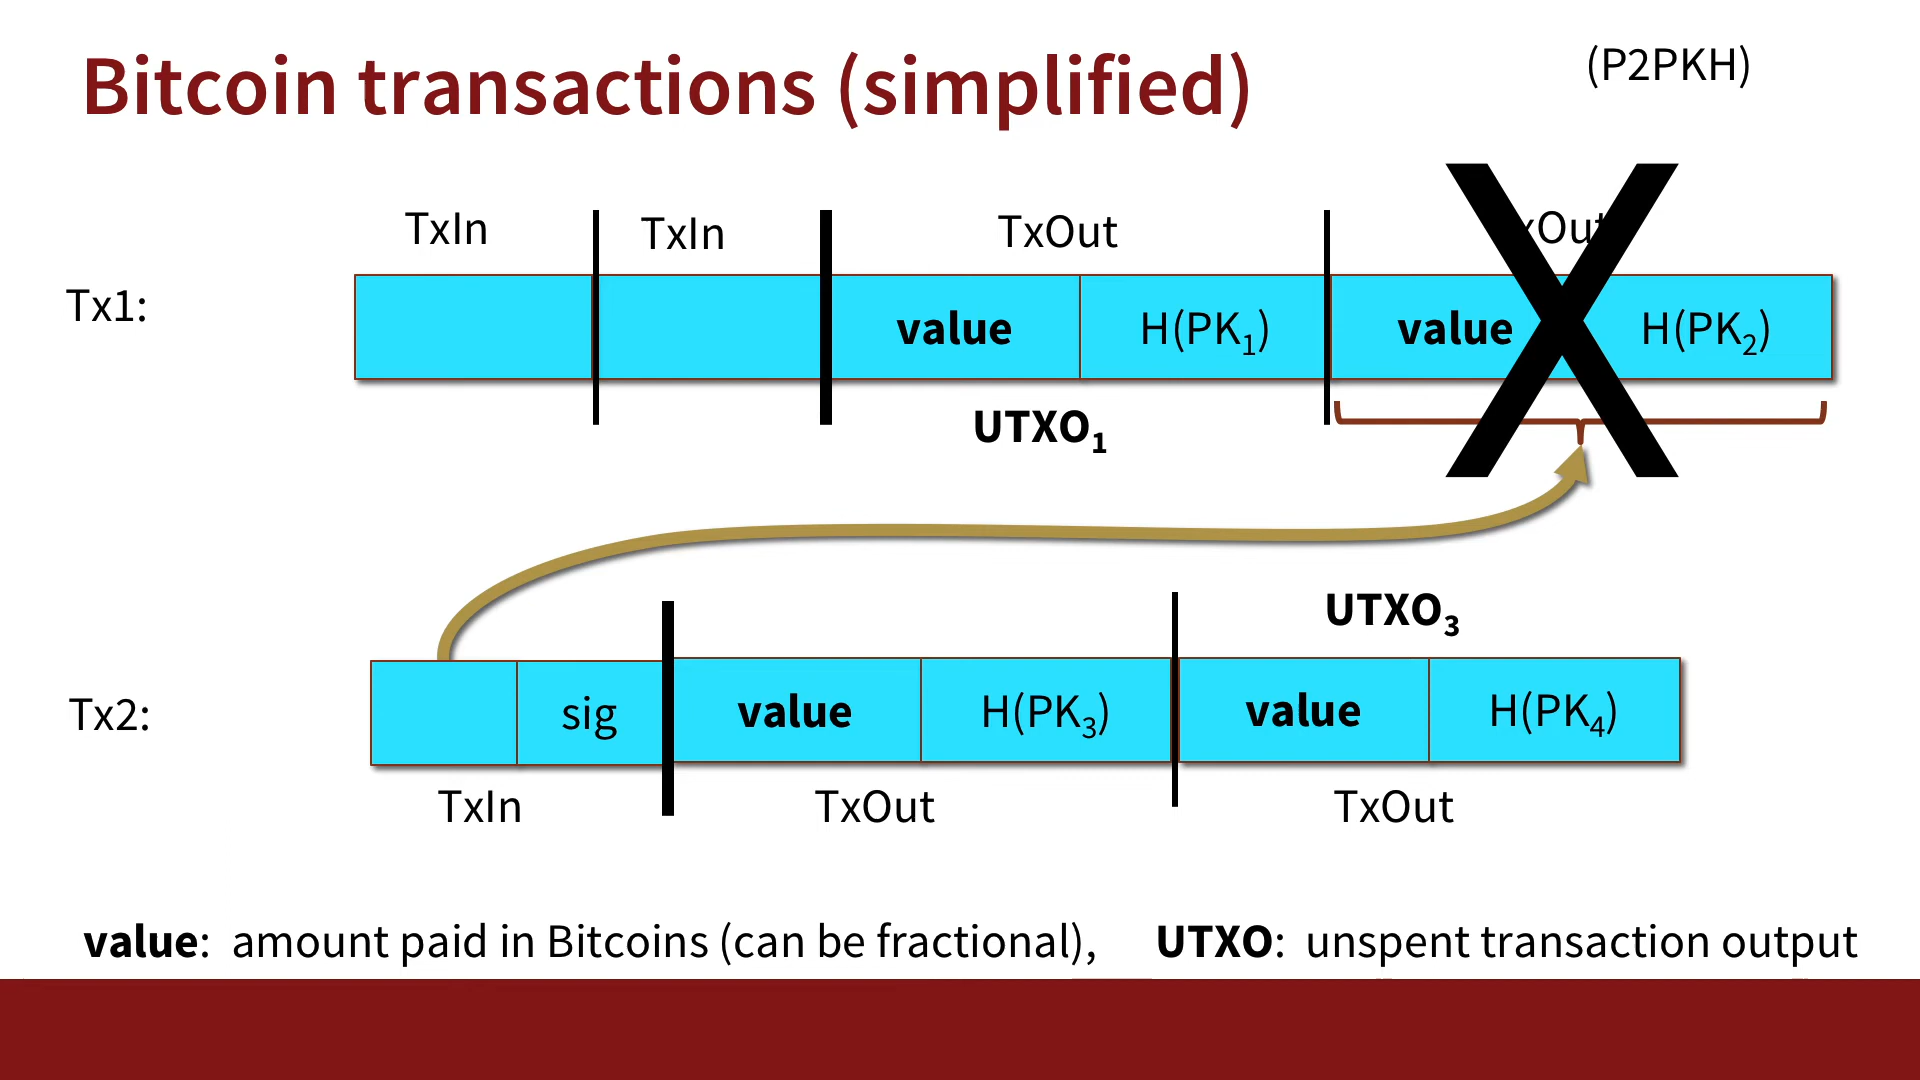 Bitcoin transactions (simplified)
(P2PKH)
TxIn TxIn TxOut xOut
Tx1:
value H(PK1) value H(PK2)
UTXO1
UTXO3
Tx2:
sig value H(PK3) value H(PK4)
TxIn TxOut TxOut
value: amount paid in Bitcoins (can be fractional), UTXO: unspent transaction output